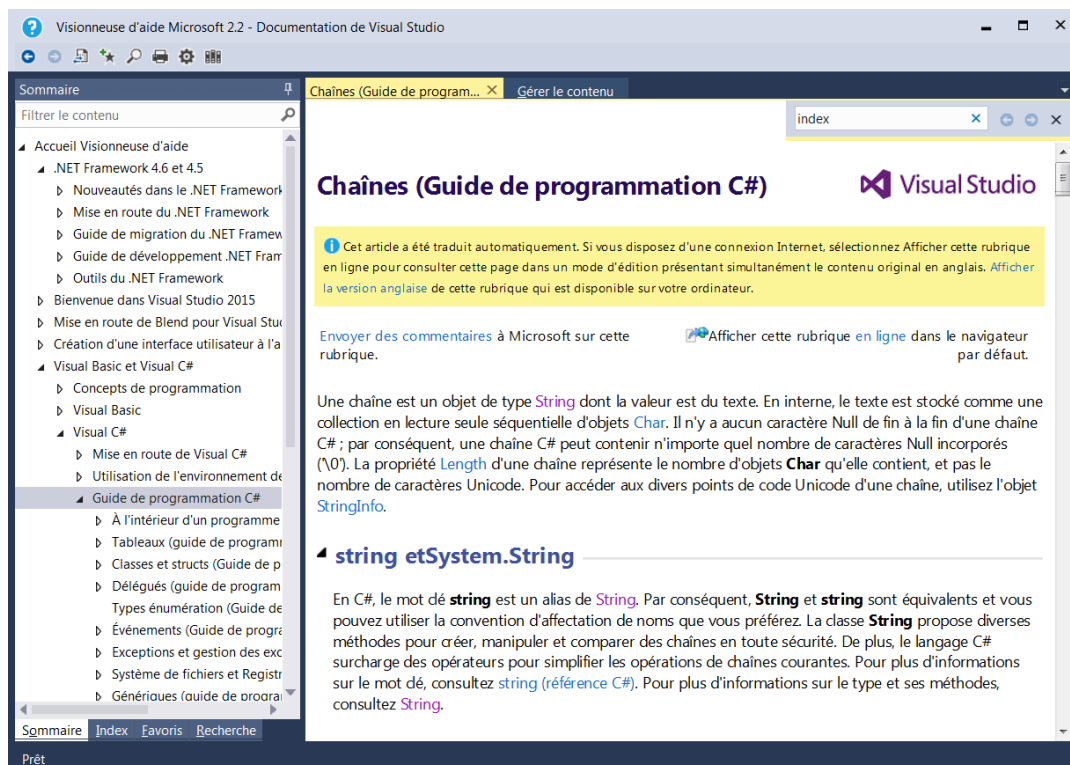 Visionneuse d'aide Microsoft 2.2 - Documentation de Visual Studio
Sommaire
Filtrer le contenu
Accueil Visionneuse d'aide
.NET Framework 4.6 et 4.5
Nouveautés dans le .NET Framework
Mise en route du .NET Framework
Guide de migration du .NET Framew
Guide de développement .NET Fram
Outils du .NET Framework
Bienvenue dans Visual Studio 2015
Mise en route de Blend pour Visual Stud
Création d'une interface utilisateur à l'a
Visual Basic et Visual C#
Concepts de programmation
Visual Basic
Visual C#
Mise en route de Visual C#
Utilisation de l'environnement de
Guide de programmation C#
À l'intérieur d'un programme
Tableaux (guide de programm
Classes et structs (Guide de p
Délégués (guide de program
Types énumération (Guide de
Événements (Guide de progra
Exceptions et gestion des exc
Système de fichiers et Registr
Génériques (guide de progra
Sommaire Index Favoris Recherche
Prêt
Chaînes (Guide de program... Gérer le contenu
index
Chaînes (Guide de programmation C#)
Visual Studio
Cet article a été traduit automatiquement. Si vous disposez d'une connexion Internet, sélectionnez Afficher cette rubrique
en ligne pour consulter cette page dans un mode d'édition présentant simultanément le contenu original en anglais. Afficher
la version anglaise de cette rubrique qui est disponible sur votre ordinateur.
Envoyer des commentaires à Microsoft sur cette
rubrique.
Afficher cette rubrique en ligne dans le navigateur
par défaut.
Une chaîne est un objet de type String dont la valeur est du texte. En interne, le texte est stocké comme une
collection en lecture seule séquentielle d'objets Char. Il n'y a aucun caractère Null de fin à la fin d'une chaîne
C# ; par conséquent, une chaîne C# peut contenir n'importe quel nombre de caractères Null incorporés
('\0'). La propriété Length d'une chaîne représente le nombre d'objets Char qu'elle contient, et pas le
nombre de caractères Unicode. Pour accéder aux divers points de code Unicode d'une chaîne, utilisez l'objet
StringInfo.
string etSystem.String
En C#, le mot clé string est un alias de String. Par conséquent, String et string sont équivalents et vous
pouvez utiliser la convention d'affectation de noms que vous préférez. La classe String propose diverses
méthodes pour créer, manipuler et comparer des chaînes en toute sécurité. De plus, le langage C#
surcharge des opérateurs pour simplifier les opérations de chaînes courantes. Pour plus d'informations
sur le mot clé, consultez string (référence C#). Pour plus d'informations sur le type et ses méthodes,
consultez String.